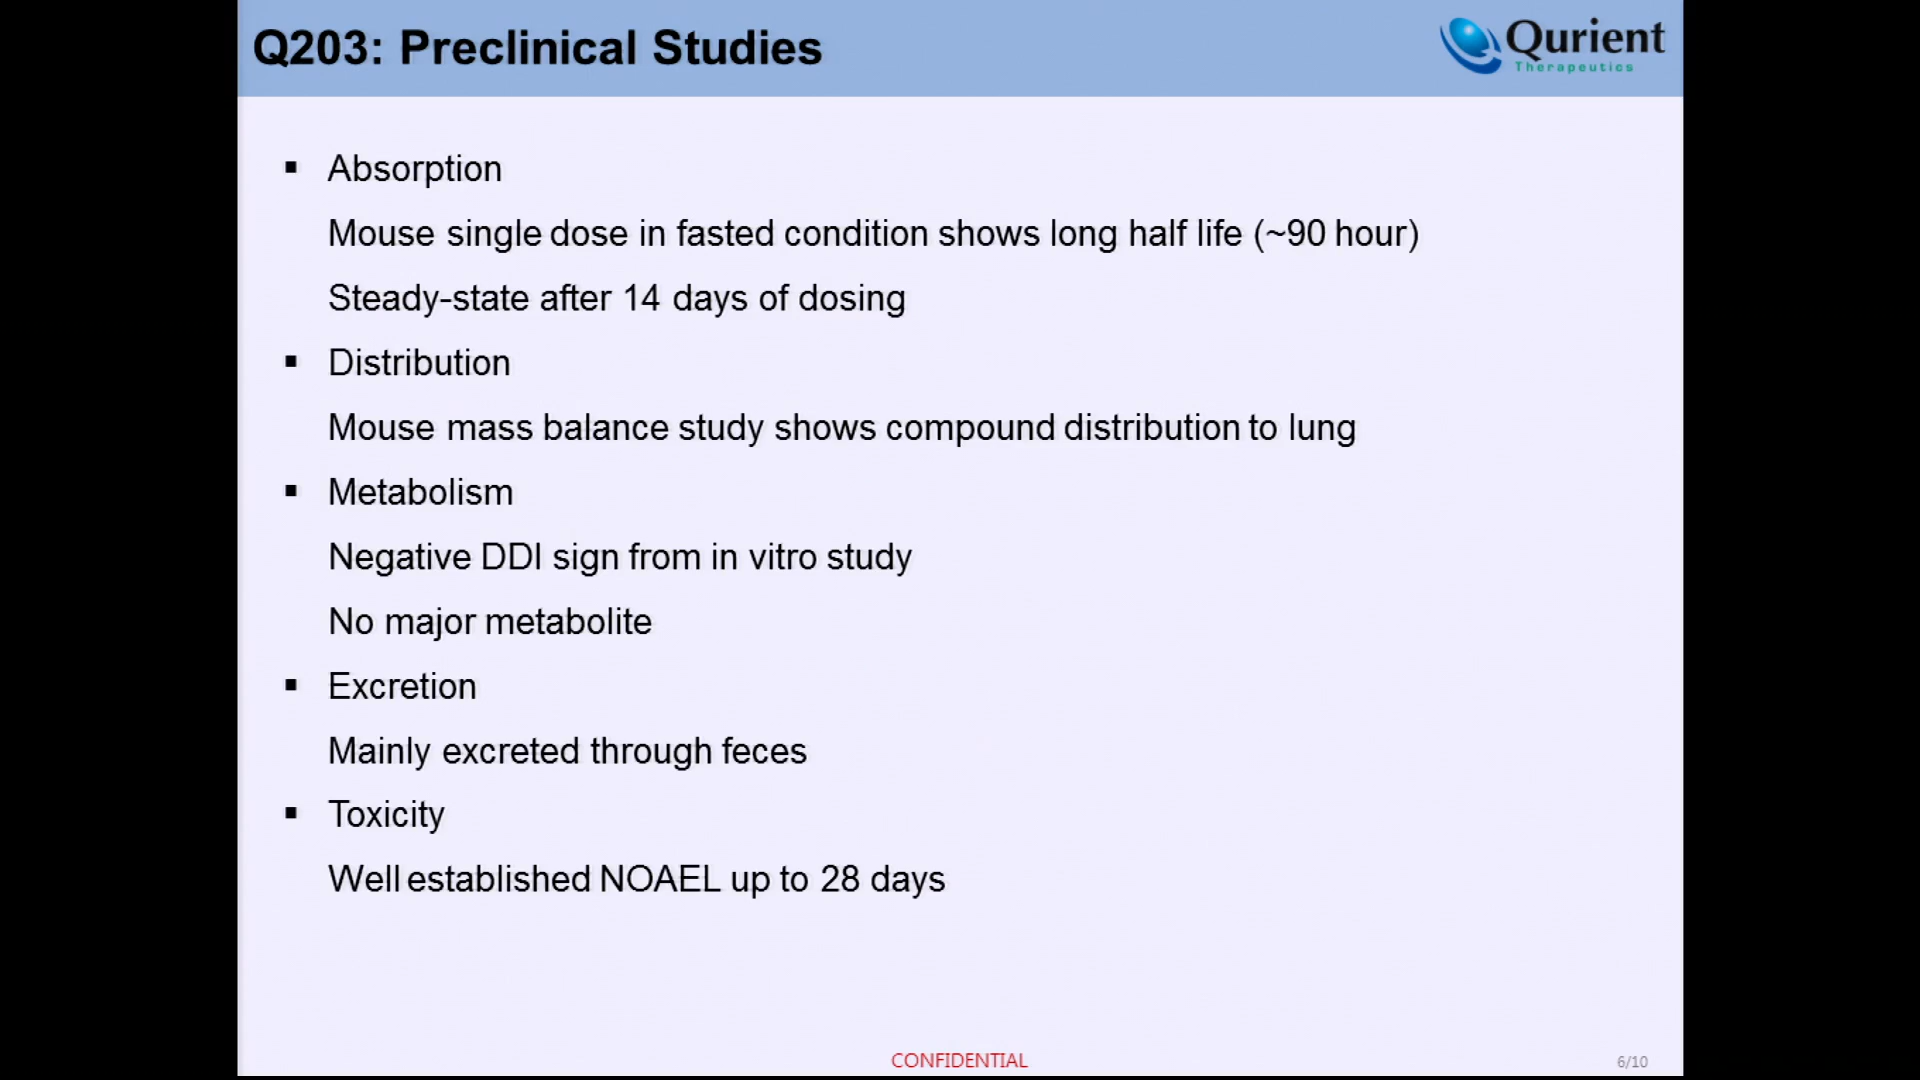 Q203: Preclinical Studies
Qurient
Therapeutics
▪ Absorption
Mouse single dose in fasted condition shows long half life (~90 hour)
Steady-state after 14 days of dosing
▪ Distribution
Mouse mass balance study shows compound distribution to lung
▪ Metabolism
Negative DDI sign from in vitro study
No major metabolite
▪ Excretion
Mainly excreted through feces
▪ Toxicity
Well established NOAEL up to 28 days
CONFIDENTIAL
6/10